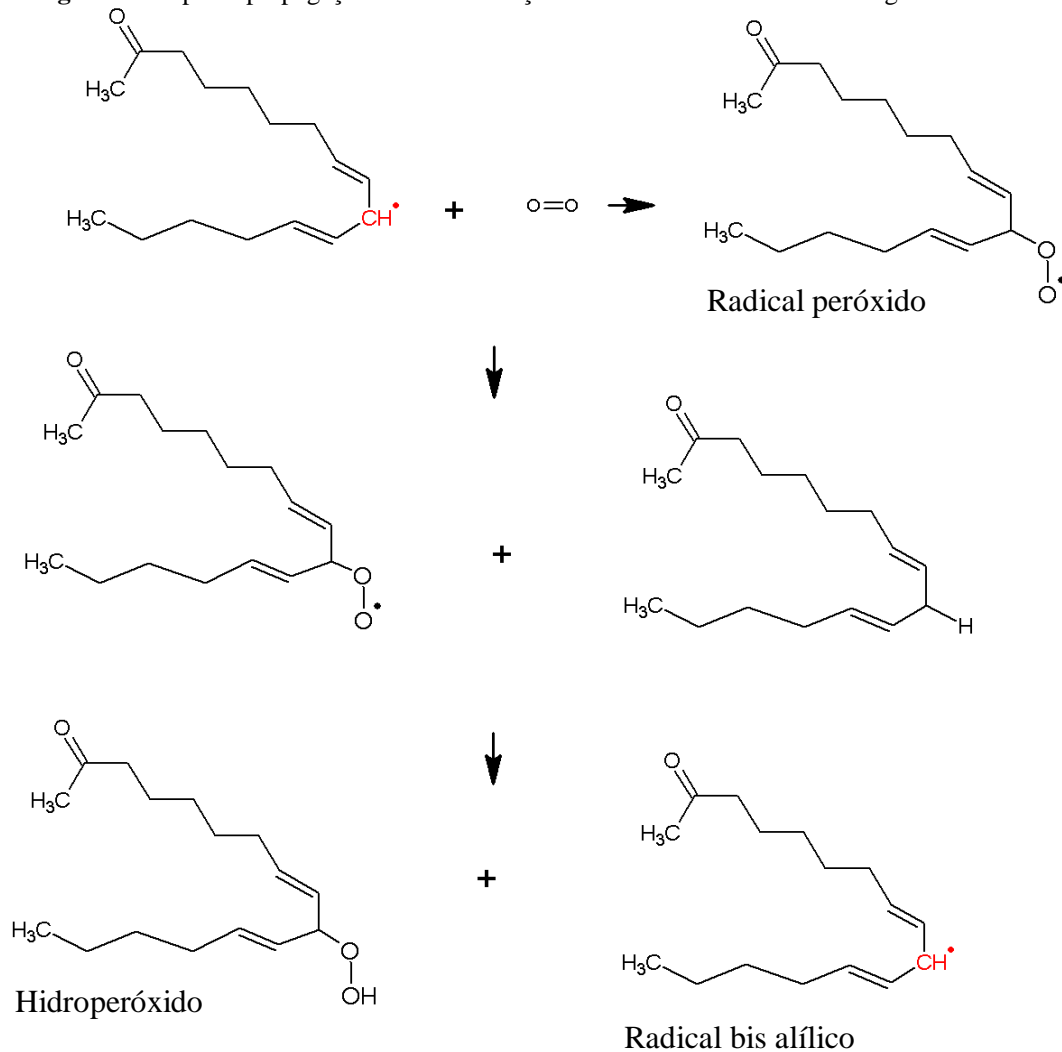 O
H₃C
H₃C
CH•
+
O=O
O
H₃C
H₃C
O
O•
Radical peróxido
O
H₃C
H₃C
O
O•
+
O
H₃C
H₃C
H
O
H₃C
H₃C
O
OH
Hidroperóxido
+
O
H₃C
H₃C
CH•
Radical bis alílico